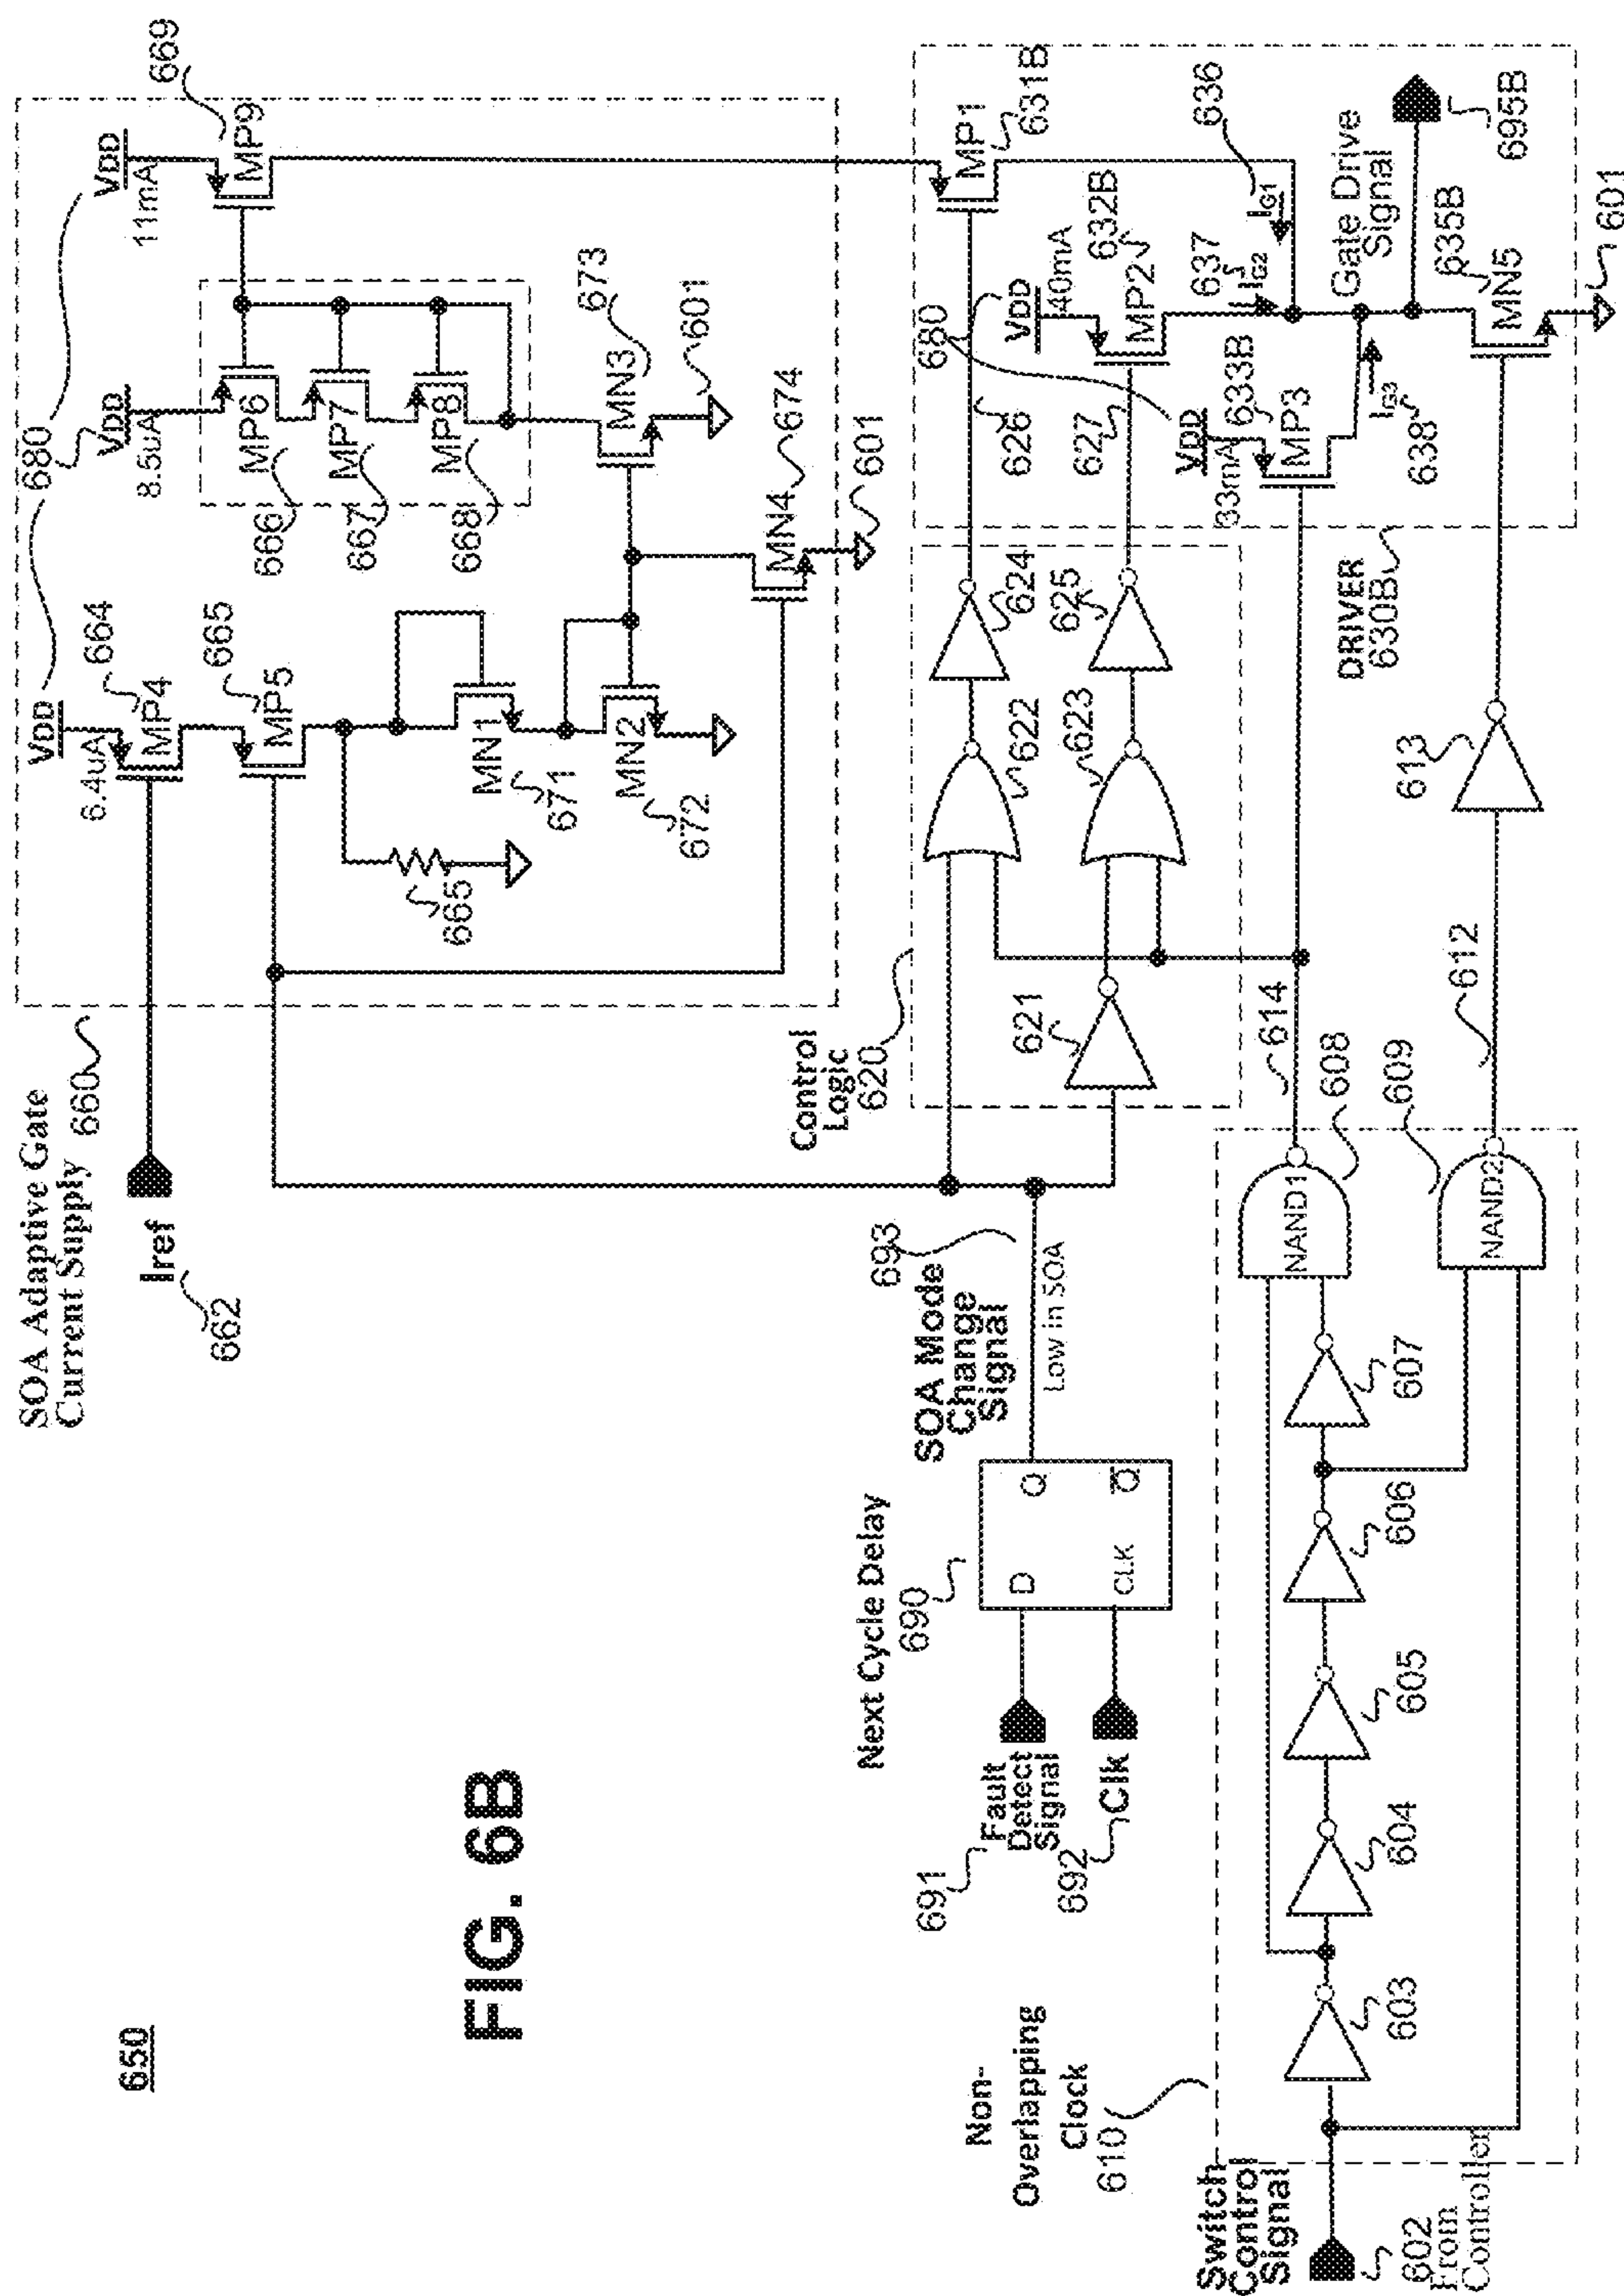 650
FIG. 6B
SOA Adaptive Gate
Current Supply
660
Iref
662
VDD
6.4uA
664
MP4
665
MP5
665
MN1
671
MN2
672
680
VDD
8.5uA
MP6
666
MP7
667
MP8
668
MN3
673
601
MN4
674
601
VDD
11mA
MP9
669
Control
Logic
620
621
622
623
624
625
626
627
MP1
631B
680
VDD
40mA
MP2
632B
637
IG2
IG1
636
VDD
33mA
633B
MP3
IG3
638
Gate Drive
Signal
695B
635B
MN5
601
DRIVER
630B
Next Cycle Delay
690
D
Q
CLK
Q
Fault
Detect
Signal
691
Clk
692
SOA Mode
Change
Signal
693
Low in SOA
Non-
Overlapping
Clock
610
Switch
Control
Signal
602
From
Controller
603
604
605
606
607
NAND1
608
NAND2
609
614
612
613